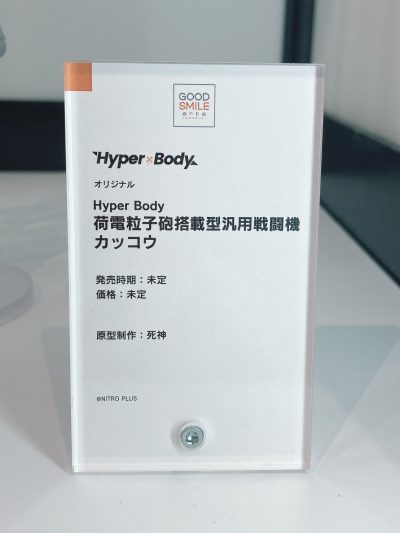 GOOD
SMILE
arts
Hyper×Body
オリジナル
Hyper Body
荷電粒子砲搭載型汎用戦闘機
カッコウ
発売時期：未定
価格：未定
原型制作：死神
©NITRO PLUS